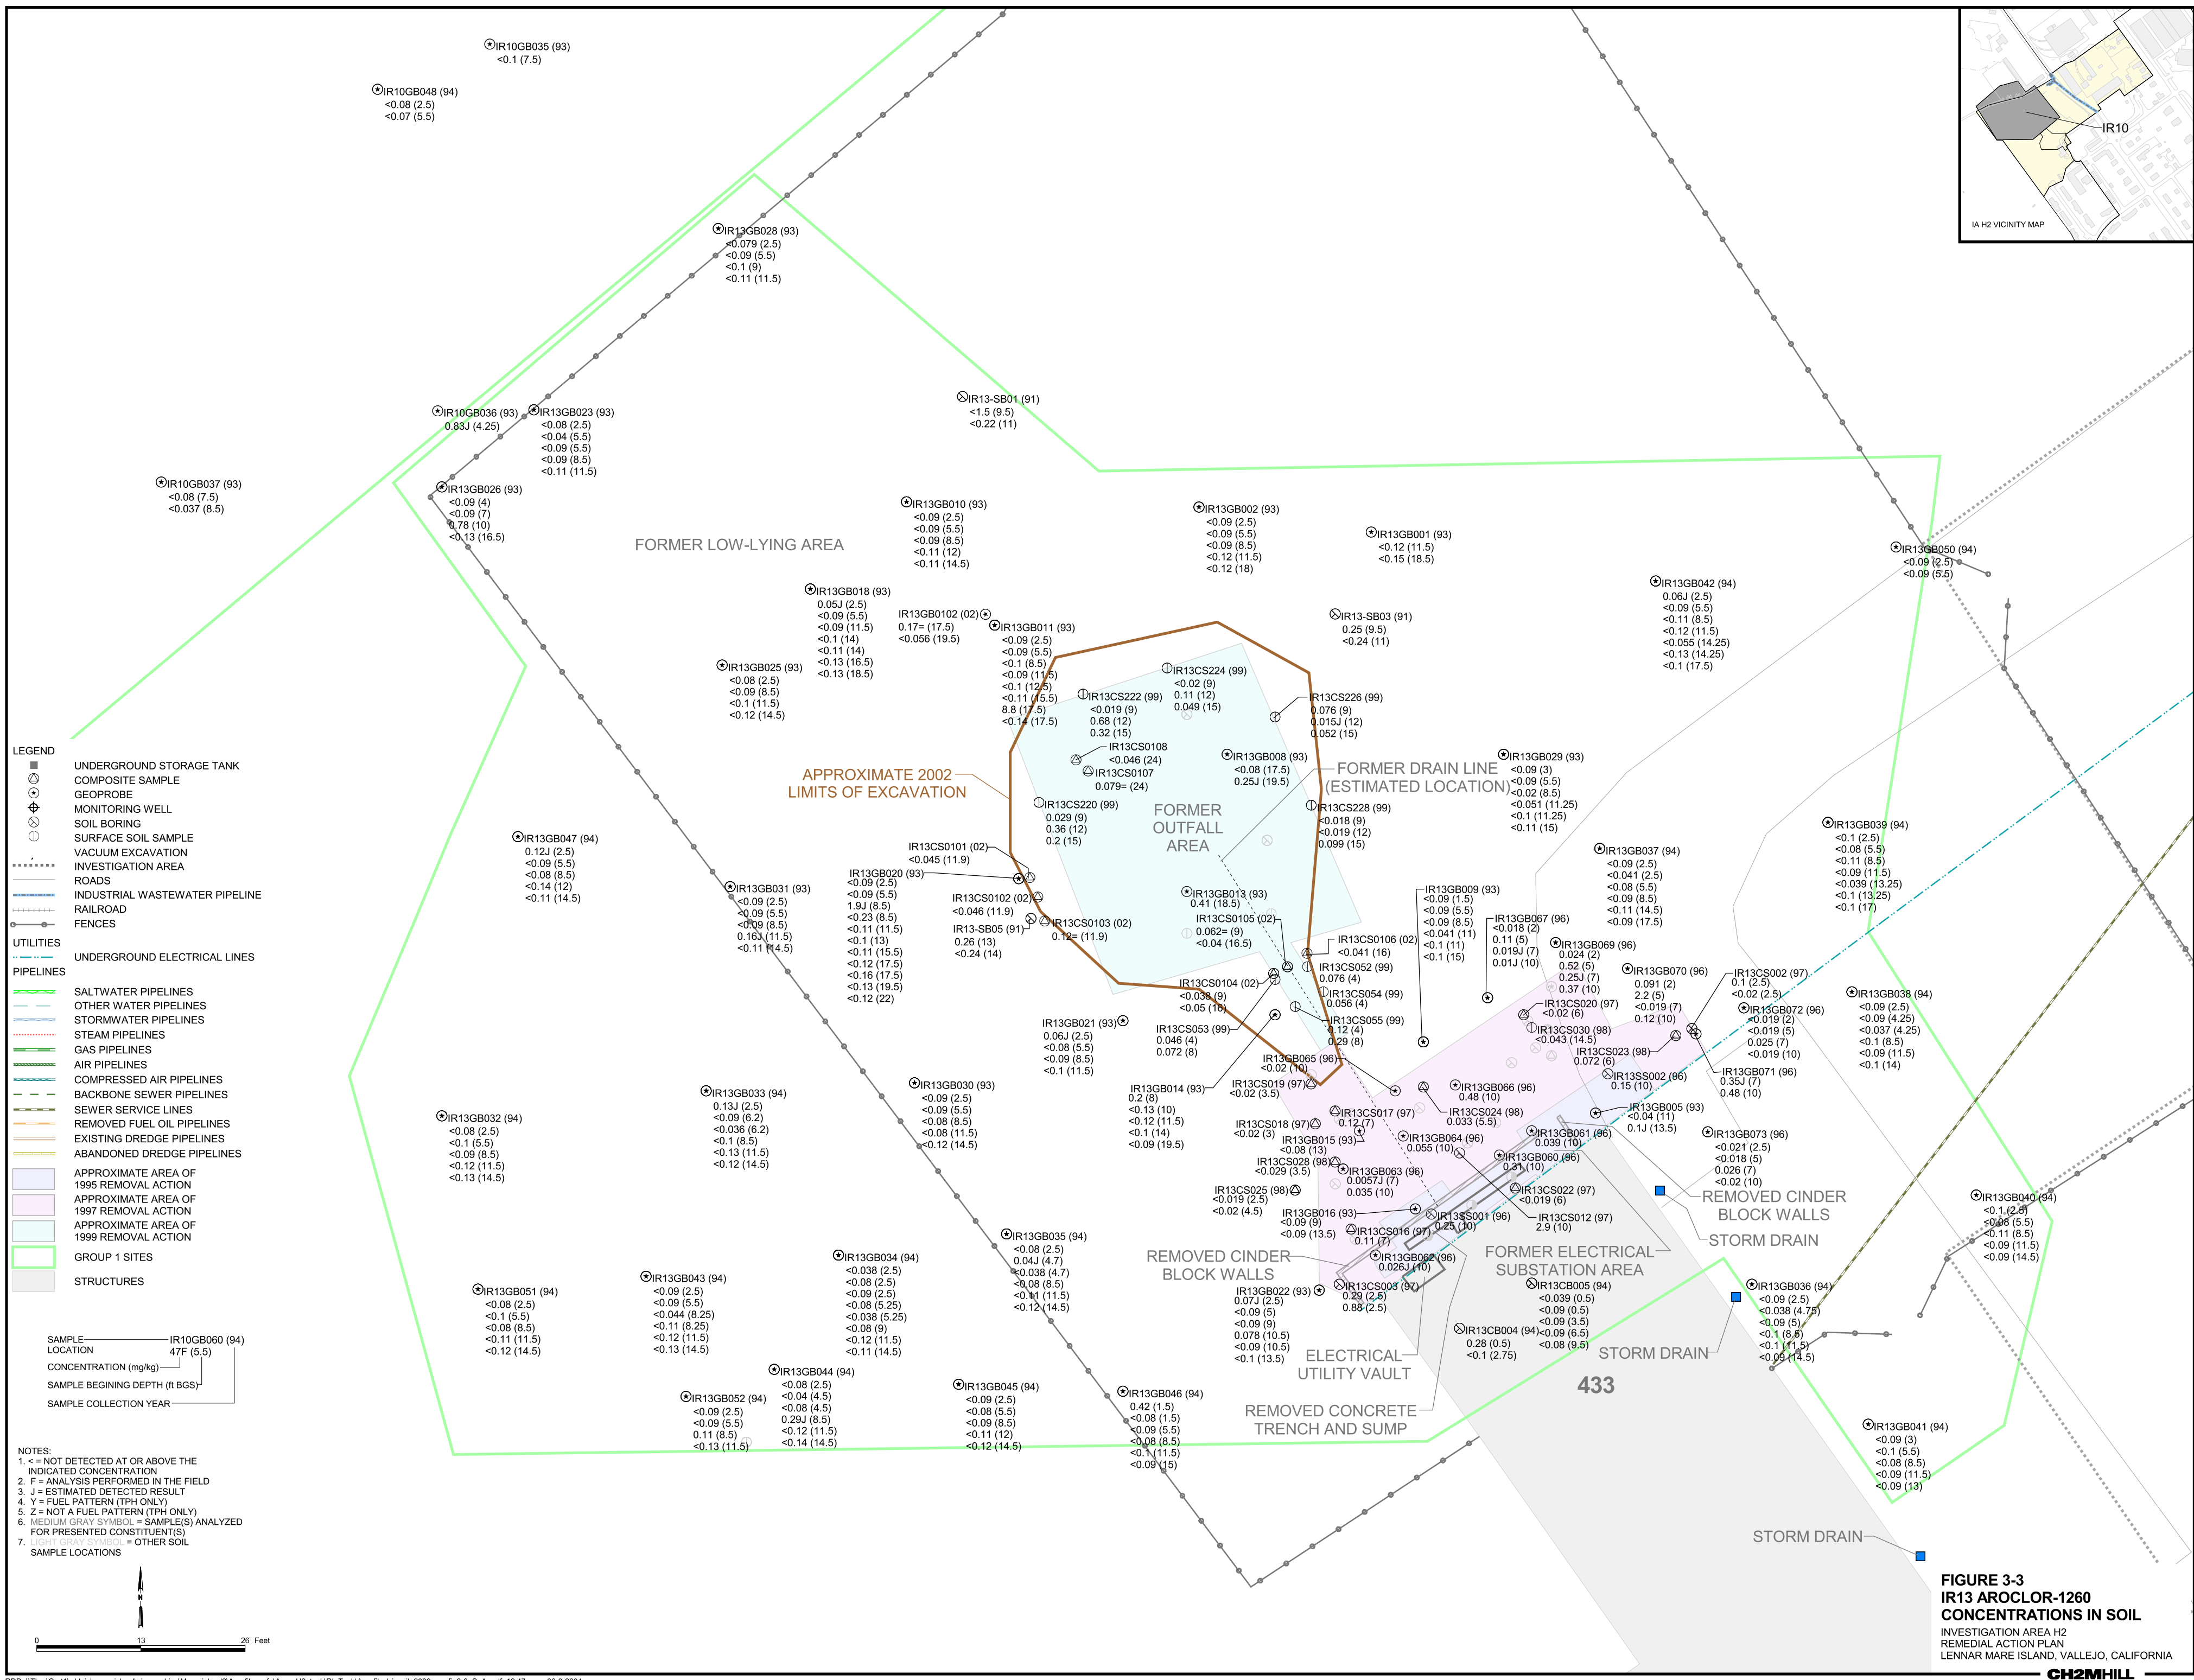 IR10GB035 (93)
<0.1 (7.5)
IR10GB048 (94)
<0.08 (2.5)
<0.07 (5.5)
IR10
IA H2 VICINITY MAP
IR13GB028 (93)
<0.079 (2.5)
<0.09 (5.5)
<0.1 (9)
<0.11 (11.5)
IR10GB036 (93)
0.83J (4.25)
IR13GB023 (93)
<0.08 (2.5)
<0.04 (5.5)
<0.09 (5.5)
<0.09 (8.5)
<0.11 (11.5)
IR13-SB01 (91)
<1.5 (9.5)
<0.22 (11)
IR10GB037 (93)
<0.08 (7.5)
<0.037 (8.5)
IR13GB026 (93)
<0.09 (4)
<0.09 (7)
0.78 (10)
<0.13 (16.5)
FORMER LOW-LYING AREA
IR13GB010 (93)
<0.09 (2.5)
<0.09 (5.5)
<0.09 (8.5)
<0.11 (12)
<0.11 (14.5)
IR13GB002 (93)
<0.09 (2.5)
<0.09 (5.5)
<0.09 (8.5)
<0.12 (11.5)
<0.12 (18)
IR13GB001 (93)
<0.12 (11.5)
<0.15 (18.5)
IR13GB050 (94)
<0.09 (2.5)
<0.09 (5.5)
IR13GB042 (94)
0.06J (2.5)
<0.09 (5.5)
<0.11 (8.5)
<0.12 (11.5)
<0.055 (14.25)
<0.13 (14.25)
<0.1 (17.5)
IR13GB018 (93)
0.05J (2.5)
<0.09 (5.5)
<0.09 (11.5)
<0.1 (14)
<0.11 (14)
<0.13 (16.5)
<0.13 (18.5)
IR13GB0102 (02)
0.17= (17.5)
<0.056 (19.5)
IR13GB011 (93)
<0.09 (2.5)
<0.09 (5.5)
<0.1 (8.5)
<0.09 (11.5)
<0.1 (12.5)
<0.11 (15.5)
8.8 (17.5)
<0.14 (17.5)
IR13-SB03 (91)
0.25 (9.5)
<0.24 (11)
IR13GB025 (93)
<0.08 (2.5)
<0.09 (8.5)
<0.1 (11.5)
<0.12 (14.5)
IR13CS224 (99)
<0.02 (9)
0.11 (12)
0.049 (15)
IR13CS222 (99)
<0.019 (9)
0.68 (12)
0.32 (15)
IR13CS226 (99)
0.076 (9)
0.015J (12)
0.052 (15)
IR13CS0108
<0.046 (24)
IR13CS0107
0.079= (24)
IR13GB008 (93)
<0.08 (17.5)
0.25J (19.5)
APPROXIMATE 2002
LIMITS OF EXCAVATION
FORMER DRAIN LINE
(ESTIMATED LOCATION)
IR13GB029 (93)
<0.09 (3)
<0.09 (5.5)
<0.02 (8.5)
<0.051 (11.25)
<0.1 (11.25)
<0.11 (15)
IR13CS220 (99)
0.029 (9)
0.36 (12)
0.2 (15)
FORMER
OUTFALL
AREA
IR13CS228 (99)
<0.018 (9)
<0.019 (12)
0.099 (15)
IR13GB039 (94)
<0.1 (2.5)
<0.08 (5.5)
<0.11 (8.5)
<0.09 (11.5)
<0.039 (13.25)
<0.1 (13.25)
<0.1 (17)
IR13GB047 (94)
0.12J (2.5)
<0.09 (5.5)
<0.08 (8.5)
<0.14 (12)
<0.11 (14.5)
IR13CS0101 (02)
<0.045 (11.9)
IR13GB037 (94)
<0.09 (2.5)
<0.041 (2.5)
<0.08 (5.5)
<0.09 (8.5)
<0.11 (14.5)
<0.09 (17.5)
IR13GB020 (93)
<0.09 (2.5)
<0.09 (5.5)
1.9J (8.5)
<0.23 (8.5)
<0.11 (11.5)
<0.1 (13)
<0.11 (15.5)
<0.12 (17.5)
<0.16 (17.5)
<0.13 (19.5)
<0.12 (22)
IR13GB031 (93)
<0.09 (2.5)
<0.09 (5.5)
<0.09 (8.5)
0.16J (11.5)
<0.11 (14.5)
IR13CS0102 (02)
<0.046 (11.9)
IR13-SB05 (91)
0.26 (13)
<0.24 (14)
IR13CS0103 (02)
0.12= (11.9)
IR13GB013 (93)
0.41 (18.5)
IR13CS0105 (02)
0.062= (9)
<0.04 (16.5)
IR13GB009 (93)
<0.09 (1.5)
<0.09 (5.5)
<0.09 (8.5)
<0.041 (11)
<0.1 (11)
<0.1 (15)
IR13GB067 (96)
<0.018 (2)
0.11 (5)
0.019J (7)
0.01J (10)
IR13CS0106 (02)
<0.041 (16)
IR13GB069 (96)
0.024 (2)
0.52 (5)
0.25J (7)
0.37 (10)
IR13GB070 (96)
0.091 (2)
2.2 (5)
<0.019 (7)
0.12 (10)
IR13CS002 (97)
0.1 (2.5)
<0.02 (2.5)
IR13CS052 (99)
0.076 (4)
IR13CS0104 (02)
<0.038 (9)
<0.05 (16)
IR13CS054 (99)
0.056 (4)
IR13GB038 (94)
<0.09 (2.5)
<0.09 (4.25)
<0.037 (4.25)
<0.1 (8.5)
<0.09 (11.5)
<0.1 (14)
IR13CS020 (97)
<0.02 (6)
IR13GB072 (96)
<0.019 (2)
<0.019 (5)
0.025 (7)
<0.019 (10)
IR13GB021 (93)
0.06J (2.5)
<0.08 (5.5)
<0.09 (8.5)
<0.1 (11.5)
IR13CS053 (99)
0.046 (4)
0.072 (8)
IR13CS055 (99)
0.12 (4)
0.29 (8)
IR13CS030 (98)
<0.043 (14.5)
IR13CS023 (98)
0.072 (6)
IR13GB065 (96)
<0.02 (10)
IR13GB071 (96)
0.35J (7)
0.48 (10)
IR13SS002 (96)
0.15 (10)
IR13GB014 (93)
0.2 (8)
<0.13 (10)
<0.12 (11.5)
<0.1 (14)
<0.09 (19.5)
IR13CS019 (97)
<0.02 (3.5)
IR13GB066 (96)
0.48 (10)
IR13CS024 (98)
0.033 (5.5)
IR13GB005 (93)
<0.04 (11)
0.1J (13.5)
IR13GB033 (94)
0.13J (2.5)
<0.09 (6.2)
<0.036 (6.2)
<0.1 (8.5)
<0.13 (11.5)
<0.12 (14.5)
IR13GB030 (93)
<0.09 (2.5)
<0.09 (5.5)
<0.08 (8.5)
<0.08 (11.5)
<0.12 (14.5)
IR13GB032 (94)
<0.08 (2.5)
<0.1 (5.5)
<0.09 (8.5)
<0.12 (11.5)
<0.13 (14.5)
IR13CS017 (97)
0.12 (7)
IR13CS018 (97)
<0.02 (3)
IR13GB015 (93)
<0.08 (13)
IR13GB064 (96)
0.055 (10)
IR13GB061 (96)
0.039 (10)
IR13GB073 (96)
<0.021 (2.5)
<0.018 (5)
0.026 (7)
<0.02 (10)
IR13CS028 (98)
<0.029 (3.5)
IR13GB063 (96)
0.0057J (7)
0.035 (10)
IR13GB060 (96)
0.31 (10)
IR13CS025 (98)
<0.019 (2.5)
<0.02 (4.5)
IR13CS022 (97)
<0.019 (6)
REMOVED CINDER
BLOCK WALLS
IR13GB040 (94)
<0.1 (2.5)
<0.08 (5.5)
<0.11 (8.5)
<0.09 (11.5)
<0.09 (14.5)
IR13GB016 (93)
<0.09 (9)
<0.09 (13.5)
IR13SS001 (96)
0.25 (10)
IR13CS012 (97)
2.9 (10)
IR13CS016 (97)
0.11 (7)
STORM DRAIN
REMOVED CINDER
BLOCK WALLS
IR13GB062 (96)
0.026J (10)
FORMER ELECTRICAL
SUBSTATION AREA
IR13GB035 (94)
<0.08 (2.5)
0.04J (4.7)
<0.038 (4.7)
<0.08 (8.5)
<0.11 (11.5)
<0.12 (14.5)
IR13GB034 (94)
<0.038 (2.5)
<0.08 (2.5)
<0.09 (2.5)
<0.08 (5.25)
<0.038 (5.25)
<0.08 (9)
<0.12 (11.5)
<0.11 (14.5)
IR13GB043 (94)
<0.09 (2.5)
<0.09 (5.5)
<0.044 (8.25)
<0.11 (8.25)
<0.12 (11.5)
<0.13 (14.5)
IR13GB051 (94)
<0.08 (2.5)
<0.1 (5.5)
<0.08 (8.5)
<0.11 (11.5)
<0.12 (14.5)
IR13GB022 (93)
0.07J (2.5)
<0.09 (5)
<0.09 (9)
0.078 (10.5)
<0.09 (10.5)
<0.1 (13.5)
IR13CS003 (97)
0.29 (2.5)
0.88 (2.5)
IR13CB005 (94)
<0.039 (0.5)
<0.09 (0.5)
<0.09 (3.5)
<0.09 (6.5)
<0.08 (9.5)
IR13CB004 (94)
0.28 (0.5)
<0.1 (2.75)
IR13GB036 (94)
<0.09 (2.5)
<0.038 (4.75)
<0.09 (5)
<0.1 (8.5)
<0.1 (11.5)
<0.09 (14.5)
STORM DRAIN
ELECTRICAL
UTILITY VAULT
433
REMOVED CONCRETE
TRENCH AND SUMP
IR13GB044 (94)
<0.08 (2.5)
<0.04 (4.5)
<0.08 (4.5)
0.29J (8.5)
<0.12 (11.5)
<0.14 (14.5)
IR13GB052 (94)
<0.09 (2.5)
<0.09 (5.5)
0.11 (8.5)
<0.13 (11.5)
IR13GB045 (94)
<0.09 (2.5)
<0.08 (5.5)
<0.09 (8.5)
<0.11 (12)
<0.12 (14.5)
IR13GB046 (94)
0.42 (1.5)
<0.08 (1.5)
<0.09 (5.5)
<0.08 (8.5)
<0.1 (11.5)
<0.09 (15)
IR13GB041 (94)
<0.09 (3)
<0.1 (5.5)
<0.08 (8.5)
<0.09 (11.5)
<0.09 (13)
STORM DRAIN
LEGEND
UNDERGROUND STORAGE TANK
COMPOSITE SAMPLE
GEOPROBE
MONITORING WELL
SOIL BORING
SURFACE SOIL SAMPLE
VACUUM EXCAVATION
INVESTIGATION AREA
ROADS
INDUSTRIAL WASTEWATER PIPELINE
RAILROAD
FENCES
UTILITIES
UNDERGROUND ELECTRICAL LINES
PIPELINES
SALTWATER PIPELINES
OTHER WATER PIPELINES
STORMWATER PIPELINES
STEAM PIPELINES
GAS PIPELINES
AIR PIPELINES
COMPRESSED AIR PIPELINES
BACKBONE SEWER PIPELINES
SEWER SERVICE LINES
REMOVED FUEL OIL PIPELINES
EXISTING DREDGE PIPELINES
ABANDONED DREDGE PIPELINES
APPROXIMATE AREA OF
1995 REMOVAL ACTION
APPROXIMATE AREA OF
1997 REMOVAL ACTION
APPROXIMATE AREA OF
1999 REMOVAL ACTION
GROUP 1 SITES
STRUCTURES
SAMPLE LOCATION
IR10GB060 (94)
47F (5.5)
CONCENTRATION (mg/kg)
SAMPLE BEGINING DEPTH (ft BGS)
SAMPLE COLLECTION YEAR
NOTES:
1. < = NOT DETECTED AT OR ABOVE THE
INDICATED CONCENTRATION
2. F = ANALYSIS PERFORMED IN THE FIELD
3. J = ESTIMATED DETECTED RESULT
4. Y = FUEL PATTERN (TPH ONLY)
5. Z = NOT A FUEL PATTERN (TPH ONLY)
6. MEDIUM GRAY SYMBOL = SAMPLE(S) ANALYZED
FOR PRESENTED CONSTITUENT(S)
7. LIGHT GRAY SYMBOL = OTHER SOIL
SAMPLE LOCATIONS
N
0 13 26 Feet
FIGURE 3-3
IR13 AROCLOR-1260
CONCENTRATIONS IN SOIL
INVESTIGATION AREA H2
REMEDIAL ACTION PLAN
LENNAR MARE ISLAND, VALLEJO, CALIFORNIA
CH2MHILL